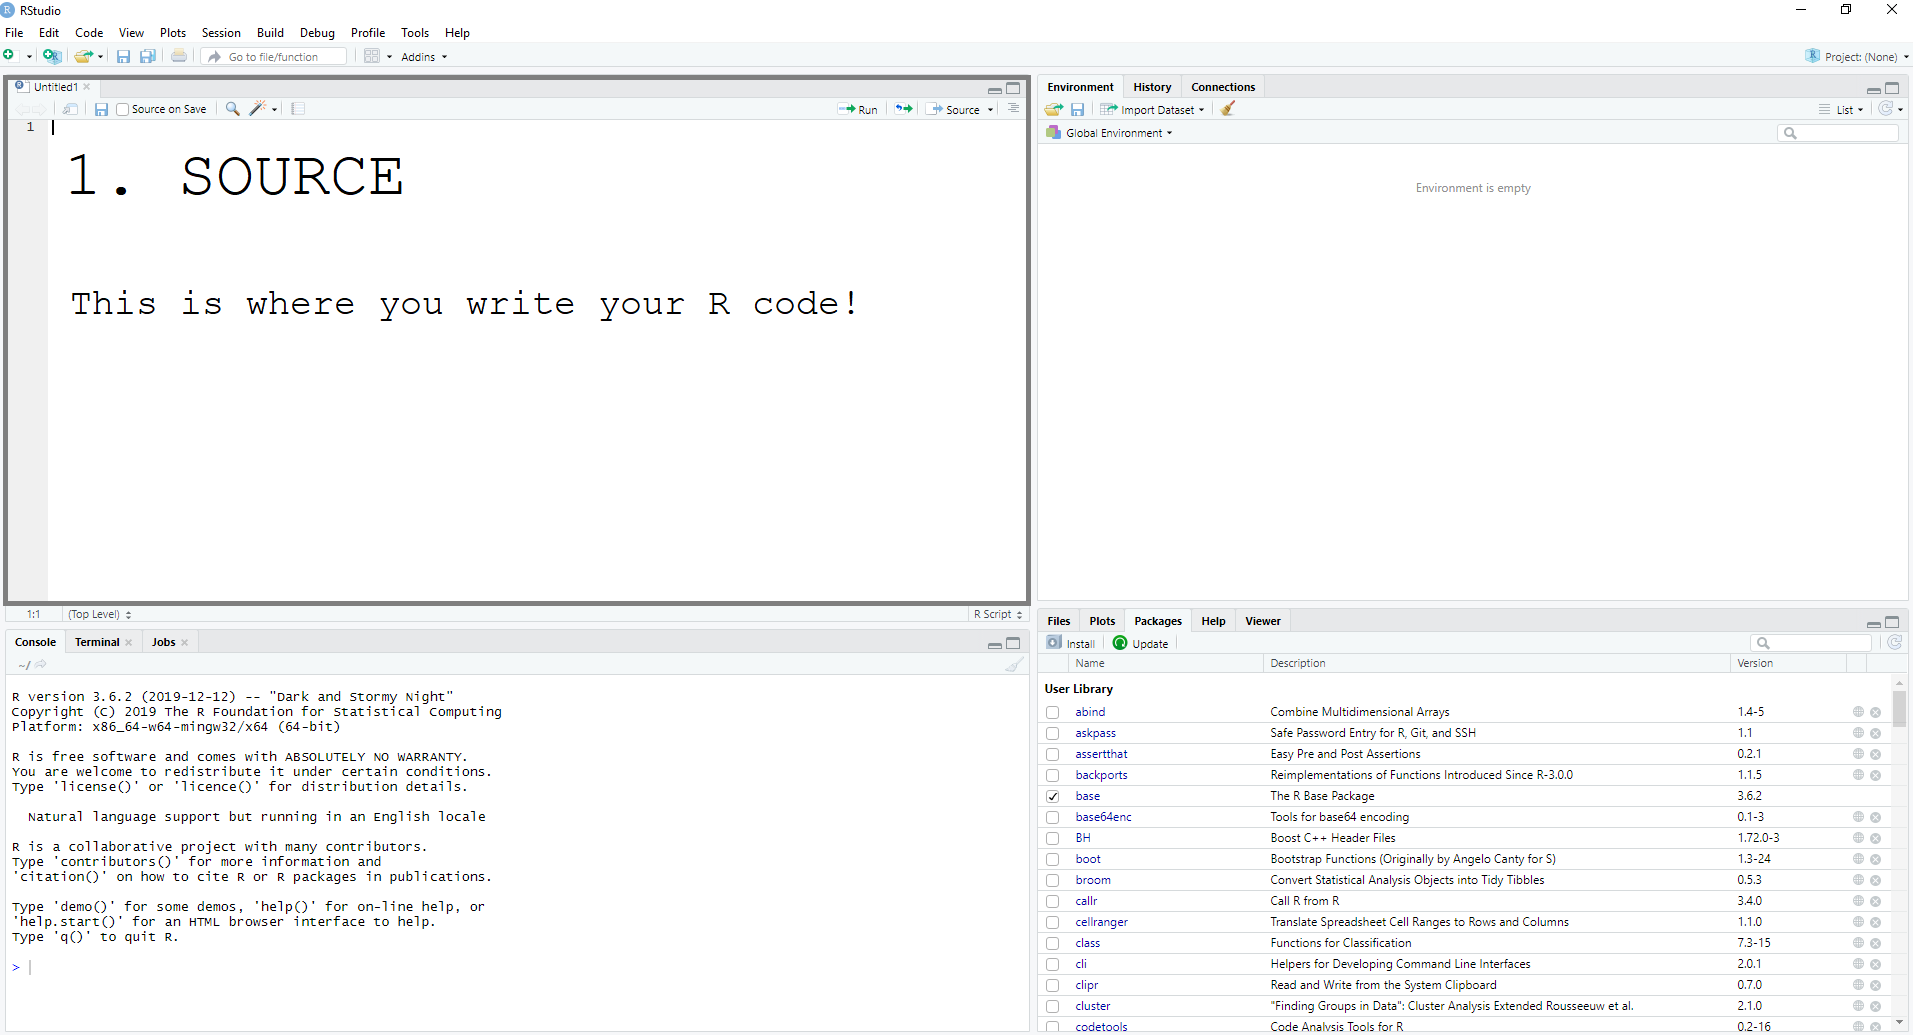 RStudio
File Edit Code View Plots Session Build Debug Profile Tools Help
Go to file/function Addins Project: (None)
Untitled1
Source on Save Run Source
1
1. SOURCE
This is where you write your R code!
1:1 (Top Level) R Script
Console Terminal Jobs
~/
R version 3.6.2 (2019-12-12) -- "Dark and Stormy Night"
Copyright (C) 2019 The R Foundation for Statistical Computing
Platform: x86_64-w64-mingw32/x64 (64-bit)
R is free software and comes with ABSOLUTELY NO WARRANTY.
You are welcome to redistribute it under certain conditions.
Type 'license()' or 'licence()' for distribution details.
Natural language support but running in an English locale
R is a collaborative project with many contributors.
Type 'contributors()' for more information and
'citation()' on how to cite R or R packages in publications.
Type 'demo()' for some demos, 'help()' for on-line help, or
'help.start()' for an HTML browser interface to help.
Type 'q()' to quit R.
>
Environment History Connections
Import Dataset List
Global Environment
Environment is empty
Files Plots Packages Help Viewer
Install Update
Name Description Version
User Library
abind Combine Multidimensional Arrays 1.4-5
askpass Safe Password Entry for R, Git, and SSH 1.1
assertthat Easy Pre and Post Assertions 0.2.1
backports Reimplementations of Functions Introduced Since R-3.0.0 1.1.5
base The R Base Package 3.6.2
base64enc Tools for base64 encoding 0.1-3
BH Boost C++ Header Files 1.72.0-3
boot Bootstrap Functions (Originally by Angelo Canty for S) 1.3-24
broom Convert Statistical Analysis Objects into Tidy Tibbles 0.5.3
callr Call R from R 3.4.0
cellranger Translate Spreadsheet Cell Ranges to Rows and Columns 1.1.0
class Functions for Classification 7.3-15
cli Helpers for Developing Command Line Interfaces 2.0.1
clipr Read and Write from the System Clipboard 0.7.0
cluster "Finding Groups in Data": Cluster Analysis Extended Rousseeuw et al. 2.1.0
codetools Code Analysis Tools for R 0.2-16